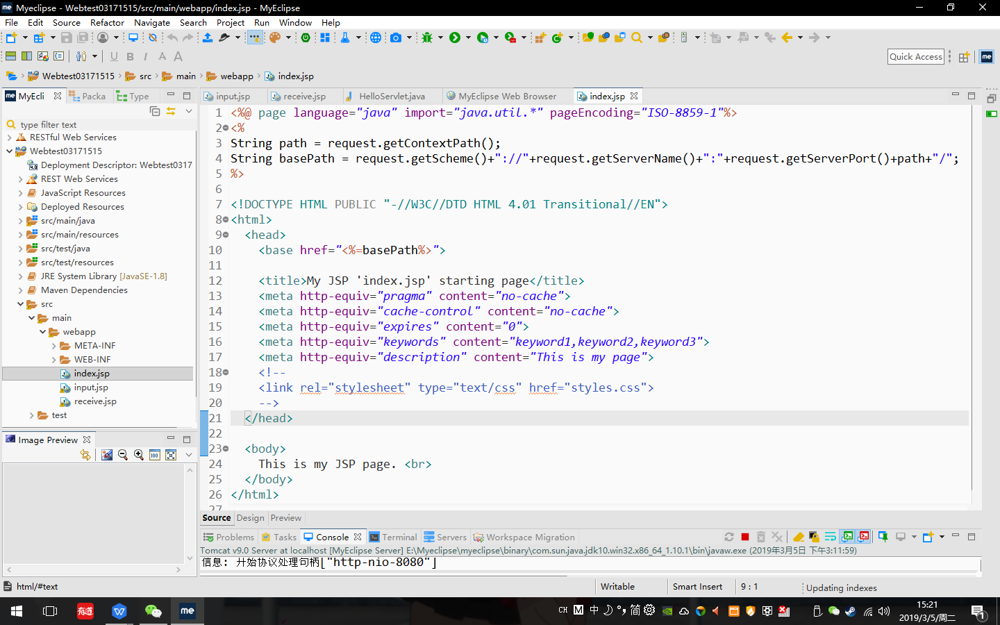 Myeclipse - Webtest03171515/src/main/webapp/index.jsp - MyEclipse
File Edit Source Refactor Navigate Search Project Run Window Help
Quick Access
Webtest03171515 src main webapp index.jsp
MyEcli Packa Type
type filter text
RESTful Web Services
Webtest03171515
Deployment Descriptor: Webtest0317
REST Web Services
JavaScript Resources
Deployed Resources
src/main/java
src/main/resources
src/test/java
src/test/resources
JRE System Library [JavaSE-1.8]
Maven Dependencies
src
main
webapp
META-INF
WEB-INF
index.jsp
input.jsp
receive.jsp
test
Image Preview
input.jsp receive.jsp HelloServlet.java MyEclipse Web Browser index.jsp
1 <%@ page language="java" import="java.util.*" pageEncoding="ISO-8859-1"%>
2 <%
3 String path = request.getContextPath();
4 String basePath = request.getScheme()+"://"+request.getServerName()+":"+request.getServerPort()+path+"/";
5 %>
6
7 <!DOCTYPE HTML PUBLIC "-//W3C//DTD HTML 4.01 Transitional//EN">
8 <html>
9 <head>
10 <base href="<%=basePath%>">
11
12 <title>My JSP 'index.jsp' starting page</title>
13 <meta http-equiv="pragma" content="no-cache">
14 <meta http-equiv="cache-control" content="no-cache">
15 <meta http-equiv="expires" content="0">
16 <meta http-equiv="keywords" content="keyword1,keyword2,keyword3">
17 <meta http-equiv="description" content="This is my page">
18 <!--
19 <link rel="stylesheet" type="text/css" href="styles.css">
20 -->
21 </head>
22
23 <body>
24 This is my JSP page. <br>
25 </body>
26 </html>
27
Source Design Preview
Problems Tasks Console Terminal Servers Workspace Migration
Tomcat v9.0 Server at localhost [MyEclipse Server] E:\Myeclipse\myeclipse\binary\com.sun.java.jdk10.win32.x86_64_1.10.1\bin\javaw.exe (2019年3月5日 下午3:11:59)
信息: 开始协议处理句柄["http-nio-8080"]
html/#text Writable Smart Insert 9 : 1 Updating indexes
有道 me CH M 中 简 15:21
2019/3/5/周二
1